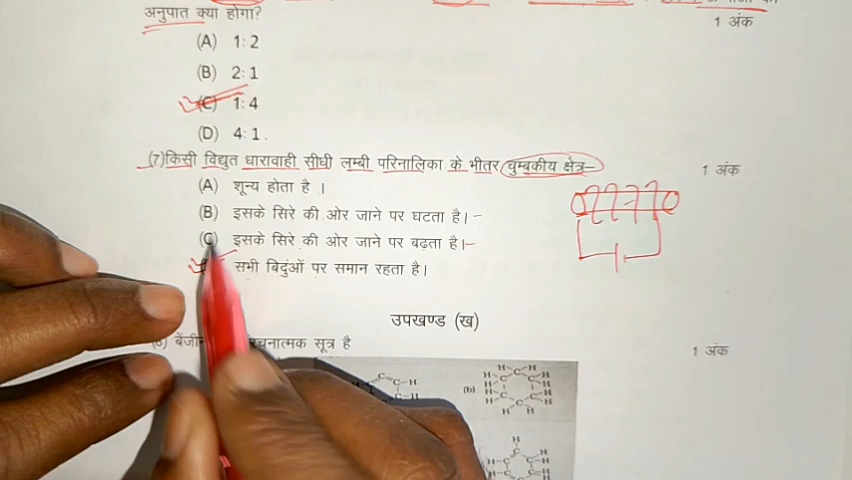 अनुपात क्या होगा?
1 अंक
(A) 1:2
(B) 2:1
(C) 1:4
(D) 4:1.
(7)किसी विद्युत धारावाही सीधी लम्बी परिनालिका के भीतर चुम्बकीय क्षेत्र-
1 अंक
(A) शून्य होता है ।
(B) इसके सिरे की ओर जाने पर घटता है।-
(C) इसके सिरे की ओर जाने पर बढ़ता है।-
सभी बिदुंओं पर समान रहता है।
उपखण्ड (ख)
संरचनात्मक सूत्र है
1 अंक
(b)